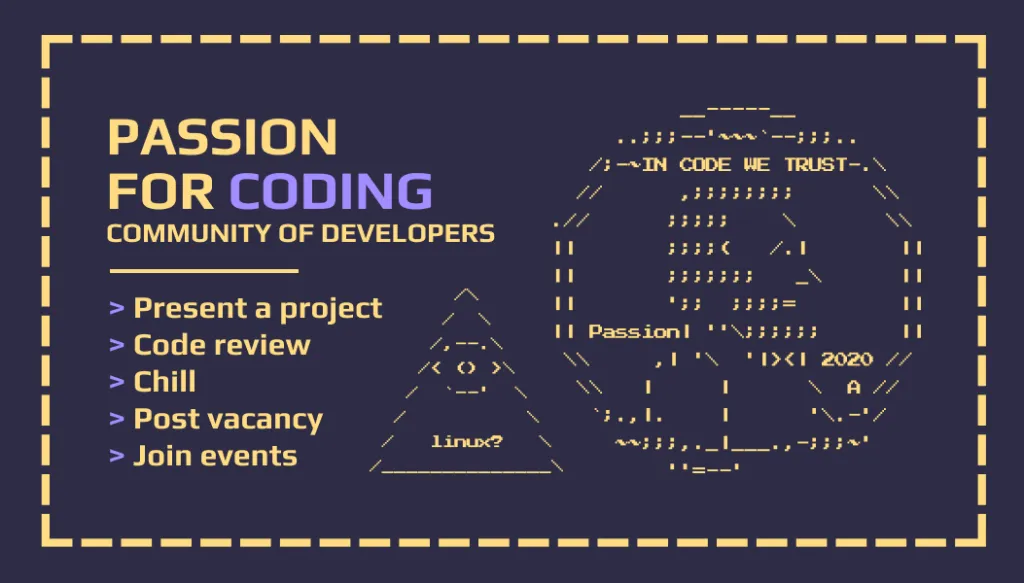 PASSION
FOR CODING
COMMUNITY OF DEVELOPERS
> Present a project
> Code review
> Chill
> Post vacancy
> Join events
linux?
IN CODE WE TRUST
Passion
2020
A